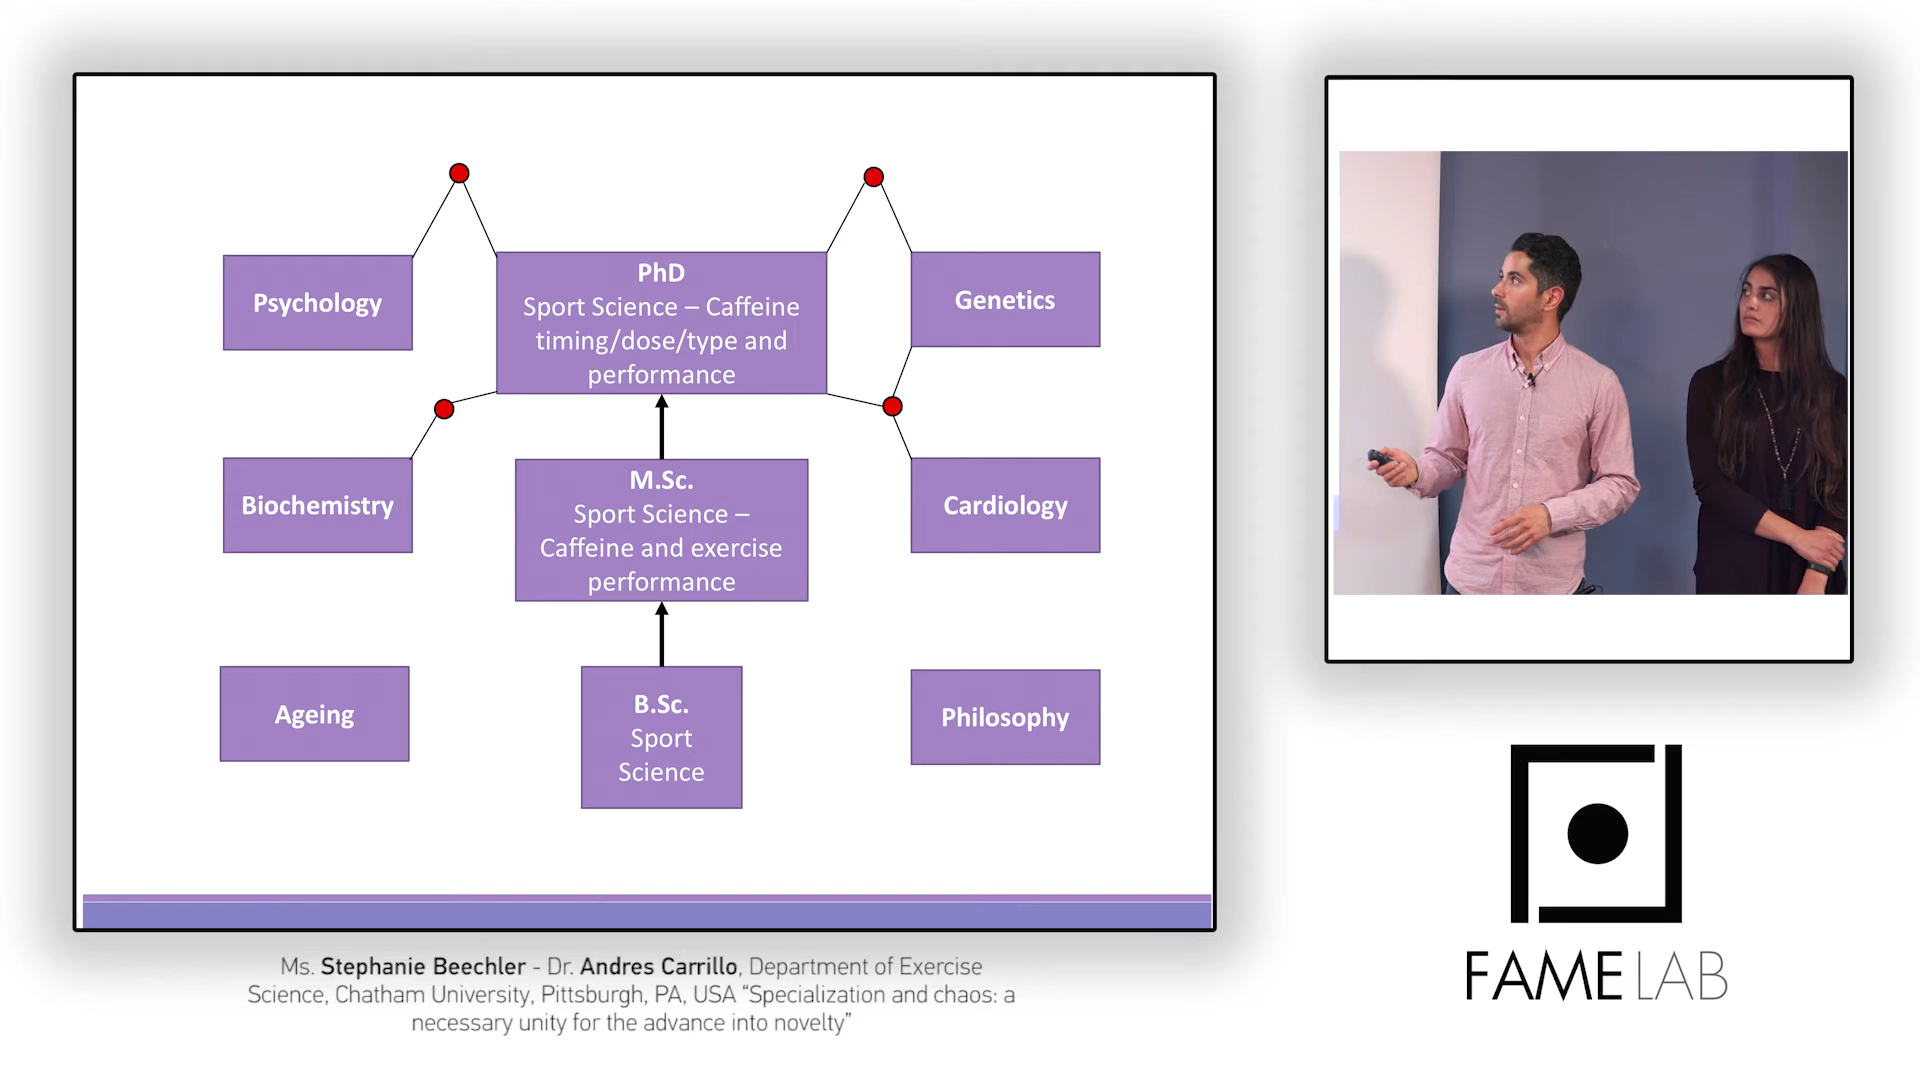 Psychology
PhD
Sport Science – Caffeine
timing/dose/type and
performance
Genetics
Biochemistry
M.Sc.
Sport Science –
Caffeine and exercise
performance
Cardiology
Ageing
B.Sc.
Sport
Science
Philosophy
Ms. Stephanie Beechler - Dr. Andres Carrillo, Department of Exercise
Science, Chatham University, Pittsburgh, PA, USA “Specialization and chaos: a
necessary unity for the advance into novelty”
FAME LAB